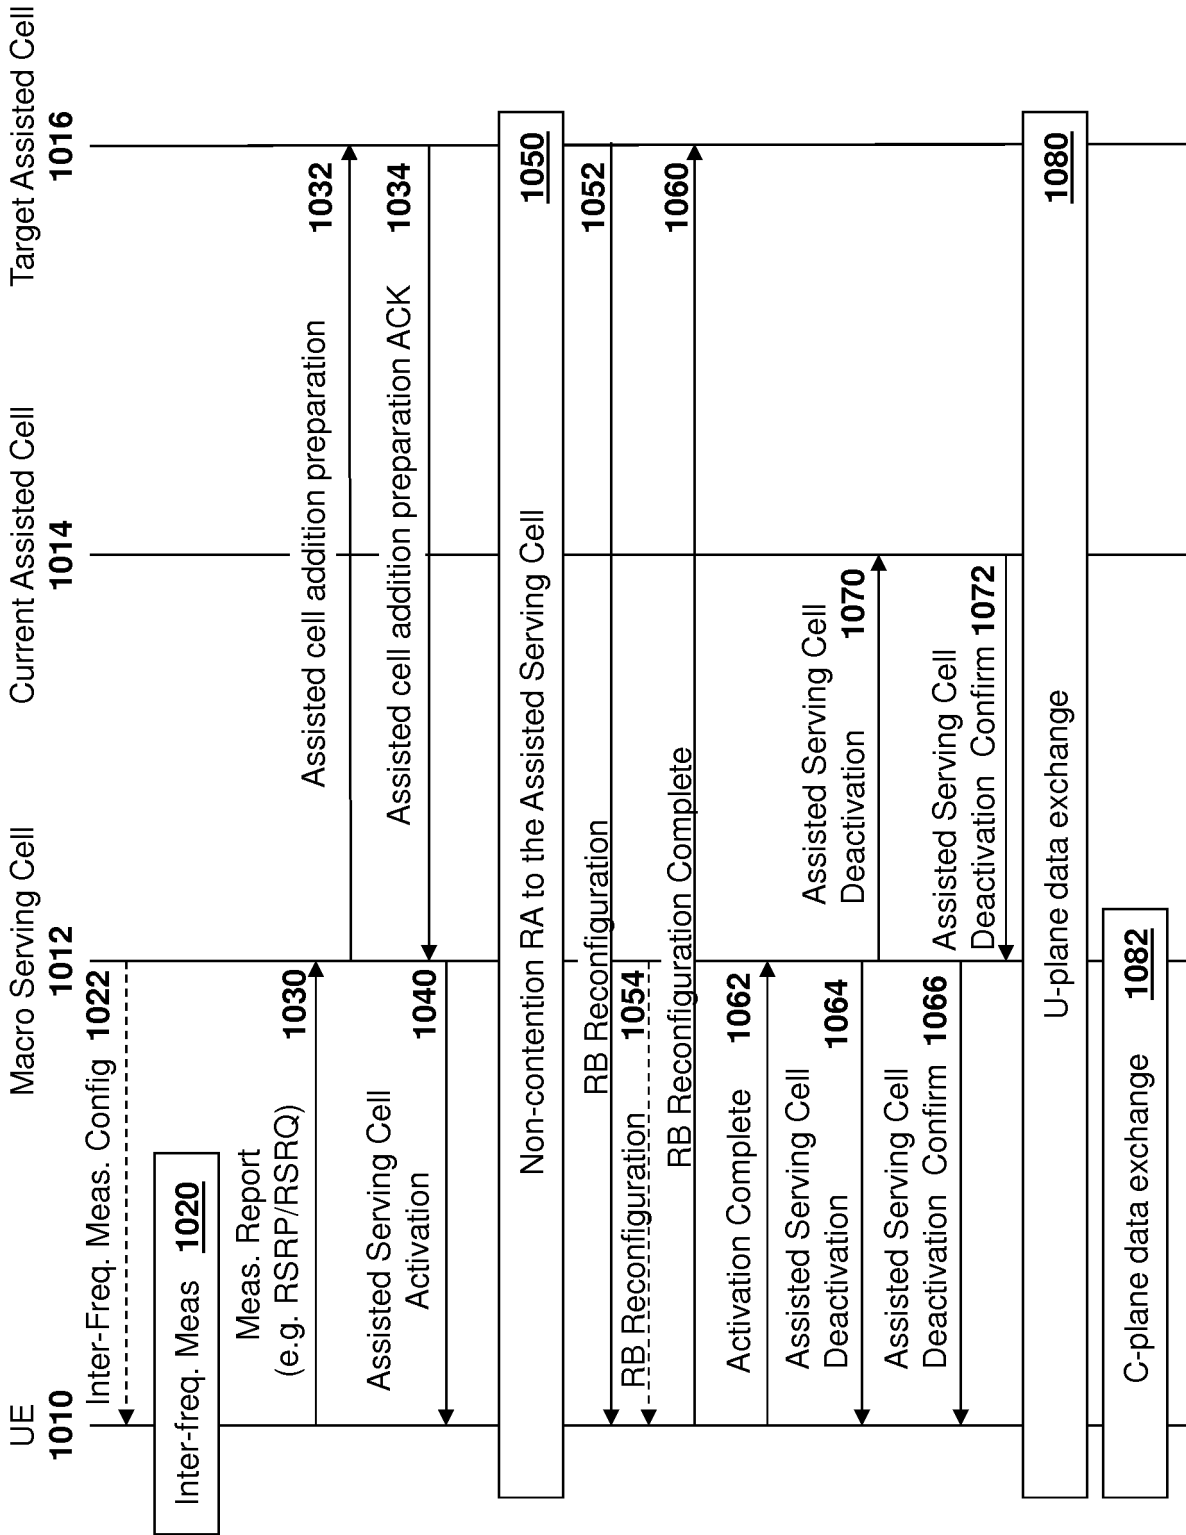 UE
1010
Macro Serving Cell
1012
Current Assisted Cell
1014
Target Assisted Cell
1016
Inter-Freq. Meas. Config 1022
Inter-freq. Meas 1020
Meas. Report
(e.g. RSRP/RSRQ)
1030
Assisted cell addition preparation
1032
Assisted cell addition preparation ACK
1034
Assisted Serving Cell
Activation
1040
Non-contention RA to the Assisted Serving Cell
1050
RB Reconfiguration
1052
RB Reconfiguration
1054
RB Reconfiguration Complete
1060
Activation Complete 1062
Assisted Serving Cell
Deactivation
1064
Assisted Serving Cell
Deactivation
1070
Assisted Serving Cell
Deactivation Confirm 1066
Assisted Serving Cell
Deactivation Confirm 1072
U-plane data exchange
1080
C-plane data exchange 1082